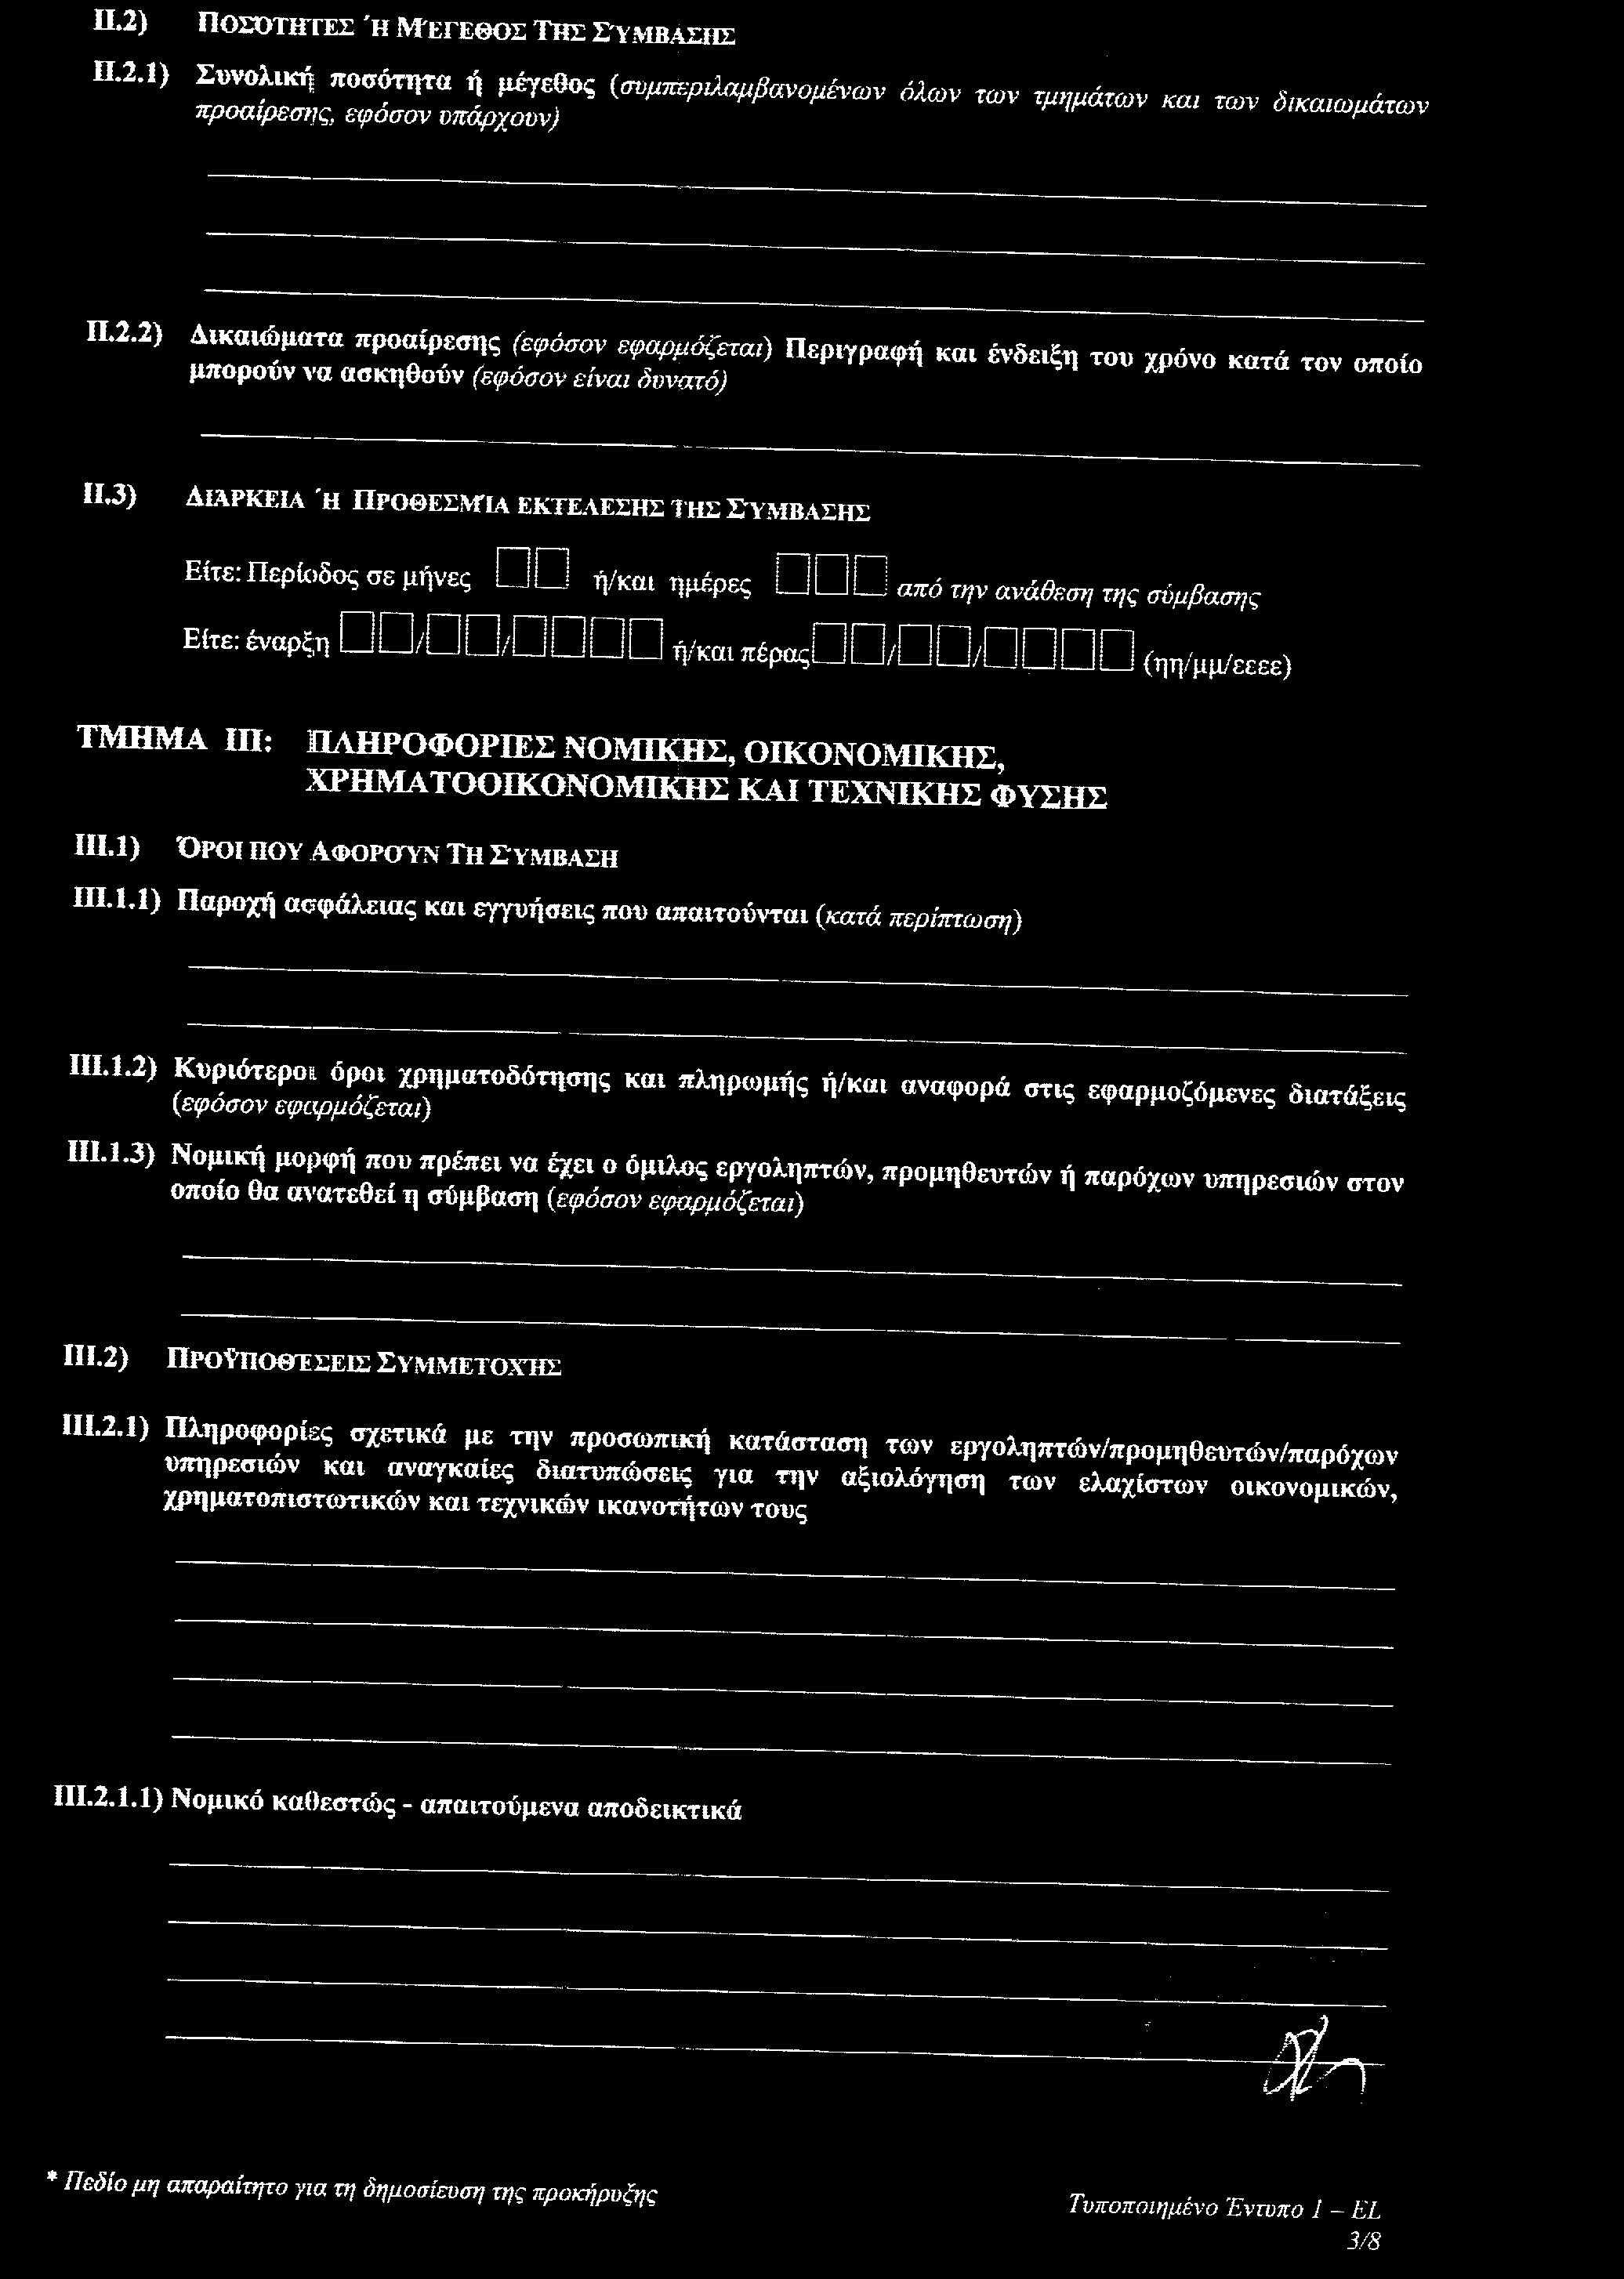 II.2) ΠΟΣΌΤΗΤΕΣ Ή ΜΈΓΕΘΟΣ ΤΗΣ ΣΎΜΒΑΣΗΣ
II.2.1) Συνολική ποσότητα ή μέγεθος (συμπεριλαμβανομένων όλων των τμημάτων και των δικαιωμάτων
προαίρεσης, εφόσον υπάρχουν)
II.2.2) Δικαιώματα προαίρεσης (εφόσον εφαρμόζεται) Περιγραφή και ένδειξη του χρόνο κατά τον οποίο
μπορούν να ασκηθούν (εφόσον είναι δυνατό)
II.3) ΔΙΆΡΚΕΙΑ Ή ΠΡΟΘΕΣΜΊΑ ΕΚΤΕΛΕΣΗΣ ΤΗΣ ΣΎΜΒΑΣΗΣ
Είτε: Περίοδος σε μήνες □□ ή/και ημέρες □□□ από την ανάθεση της σύμβασης
Είτε: έναρξη □□/□□/□□□□ ή/και πέρας□□/□□/□□□□ (ηη/μμ/εεεε)
ΤΜΗΜΑ III: ΠΛΗΡΟΦΟΡΙΕΣ ΝΟΜΙΚΗΣ, ΟΙΚΟΝΟΜΙΚΗΣ,
ΧΡΗΜΑΤΟΟΙΚΟΝΟΜΙΚΗΣ ΚΑΙ ΤΕΧΝΙΚΗΣ ΦΥΣΗΣ
III.1) ΌΡΟΙ ΠΟΥ ΑΦΟΡΟΎΝ ΤΗ ΣΎΜΒΑΣΗ
III.1.1) Παροχή ασφάλειας και εγγυήσεις που απαιτούνται (κατά περίπτωση)
III.1.2) Κυριότεροι όροι χρηματοδότησης και πληρωμής ή/και αναφορά στις εφαρμοζόμενες διατάξεις
(εφόσον εφαρμόζεται)
III.1.3) Νομική μορφή που πρέπει να έχει ο όμιλος εργοληπτών, προμηθευτών ή παρόχων υπηρεσιών στον
οποίο θα ανατεθεί η σύμβαση (εφόσον εφαρμόζεται)
III.2) ΠΡΟΫΠΟΘΈΣΕΙΣ ΣΥΜΜΕΤΟΧΉΣ
III.2.1) Πληροφορίες σχετικά με την προσωπική κατάσταση των εργοληπτών/προμηθευτών/παρόχων
υπηρεσιών και αναγκαίες διατυπώσεις για την αξιολόγηση των ελαχίστων οικονομικών,
χρηματοπιστωτικών και τεχνικών ικανοτήτων τους
III.2.1.1) Νομικό καθεστώς - απαιτούμενα αποδεικτικά
* Πεδίο μη απαραίτητο για τη δημοσίευση της προκήρυξης
Τυποποιημένο Έντυπο 1 – EL
3/8